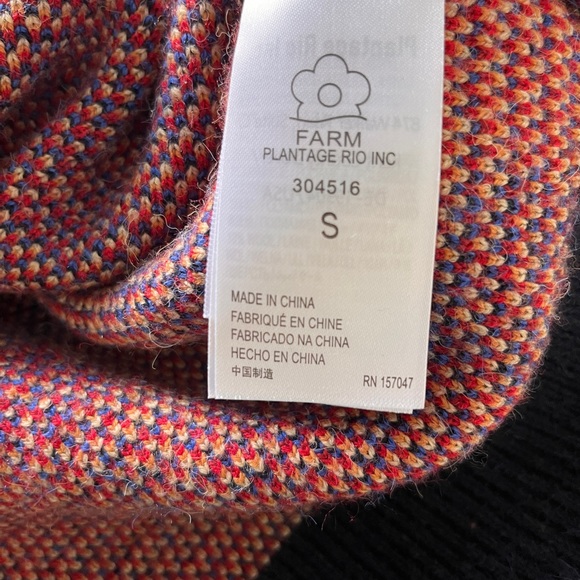 FARM
PLANTAGE RIO INC
304516
S
MADE IN CHINA
FABRIQUÉ EN CHINE
FABRICADO NA CHINA
HECHO EN CHINA
中国制造
RN 157047